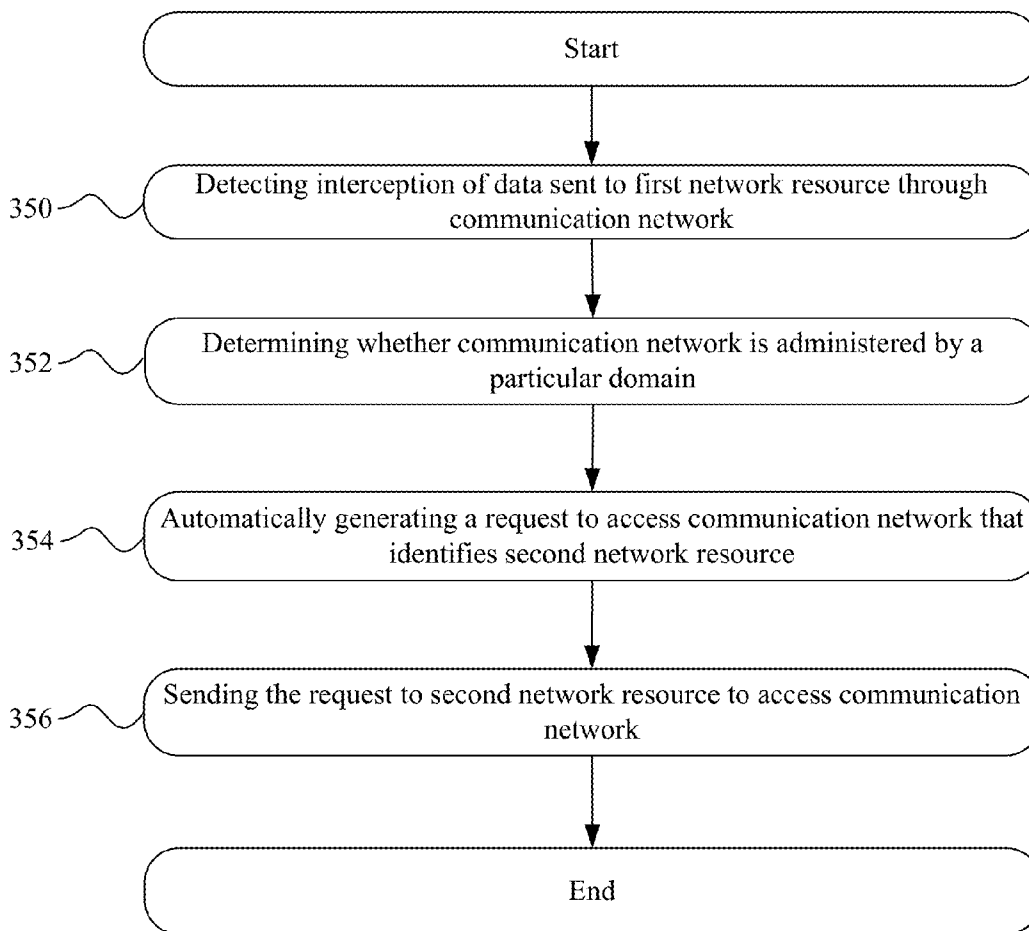 Start
350
Detecting interception of data sent to first network resource through
communication network
352
Determining whether communication network is administered by a
particular domain
354
Automatically generating a request to access communication network that
identifies second network resource
356
Sending the request to second network resource to access communication
network
End